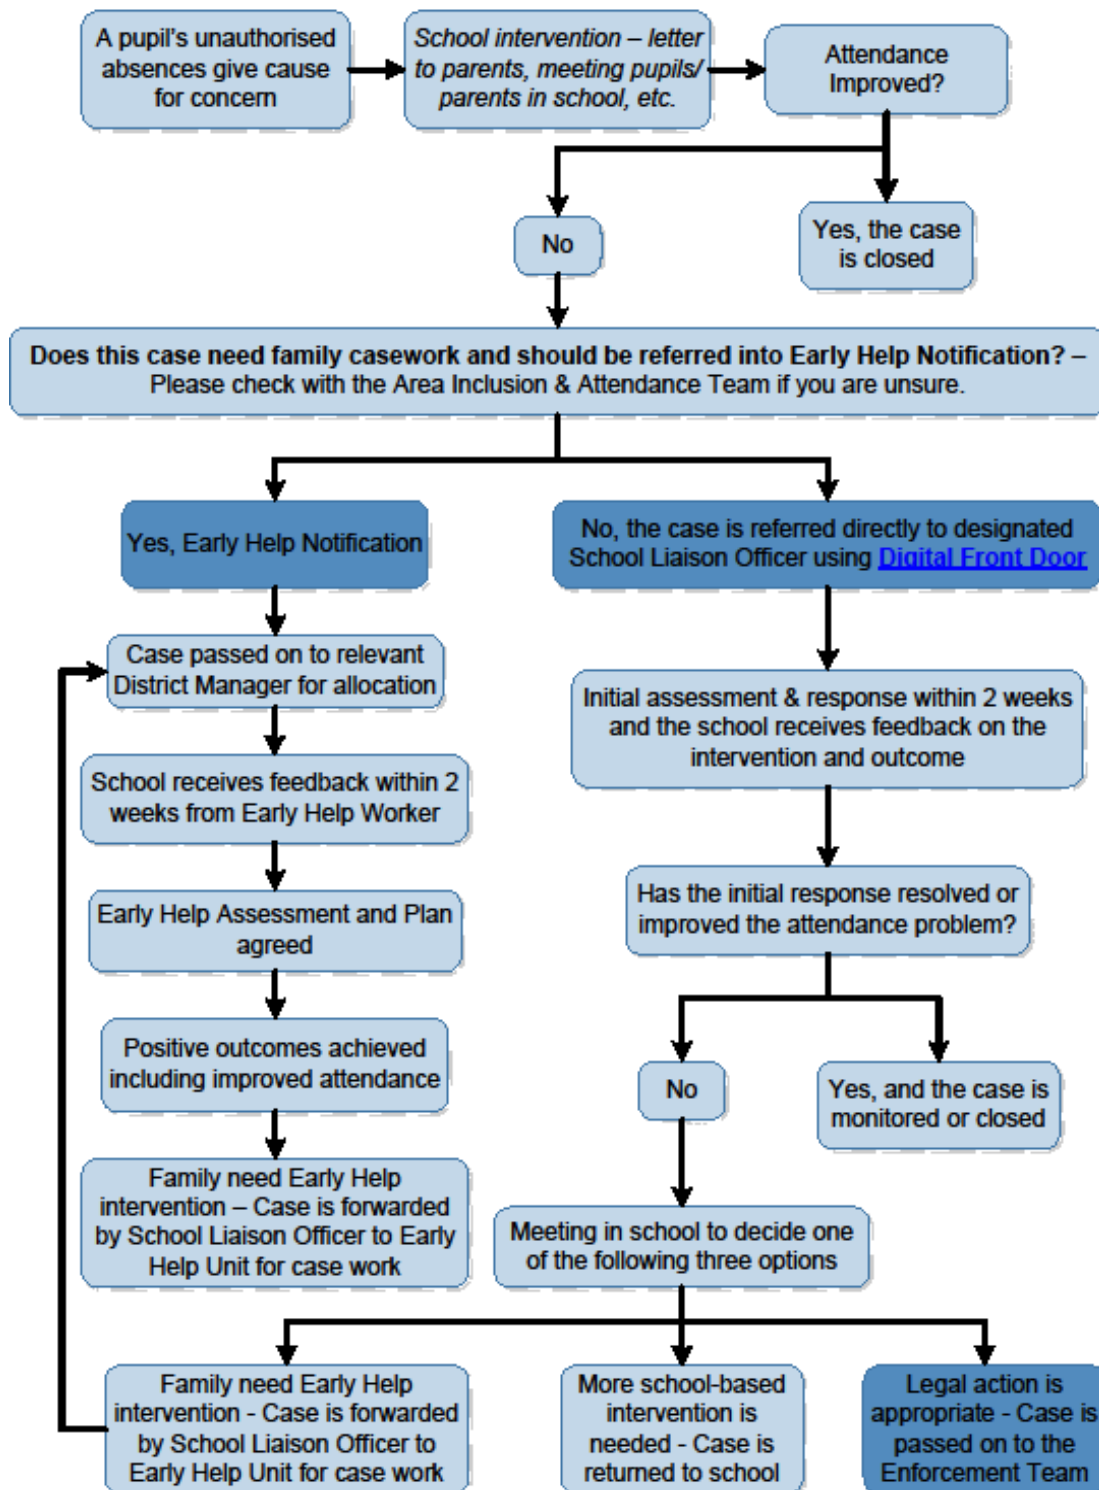 A pupil's unauthorised
absences give cause
for concern
School intervention – letter
to parents, meeting pupils/
parents in school, etc.
Attendance
Improved?
No
Yes, the case
is closed
Does this case need family casework and should be referred into Early Help Notification? –
Please check with the Area Inclusion & Attendance Team if you are unsure.
Yes, Early Help Notification
No, the case is referred directly to designated
School Liaison Officer using Digital Front Door
Case passed on to relevant
District Manager for allocation
School receives feedback within 2
weeks from Early Help Worker
Early Help Assessment and Plan
agreed
Positive outcomes achieved
including improved attendance
Family need Early Help
intervention – Case is forwarded
by School Liaison Officer to Early
Help Unit for case work
Initial assessment & response within 2 weeks
and the school receives feedback on the
intervention and outcome
Has the initial response resolved or
improved the attendance problem?
No
Yes, and the case is
monitored or closed
Meeting in school to decide one
of the following three options
Family need Early Help
intervention - Case is forwarded
by School Liaison Officer to
Early Help Unit for case work
More school-based
intervention is
needed - Case is
returned to school
Legal action is
appropriate - Case is
passed on to the
Enforcement Team